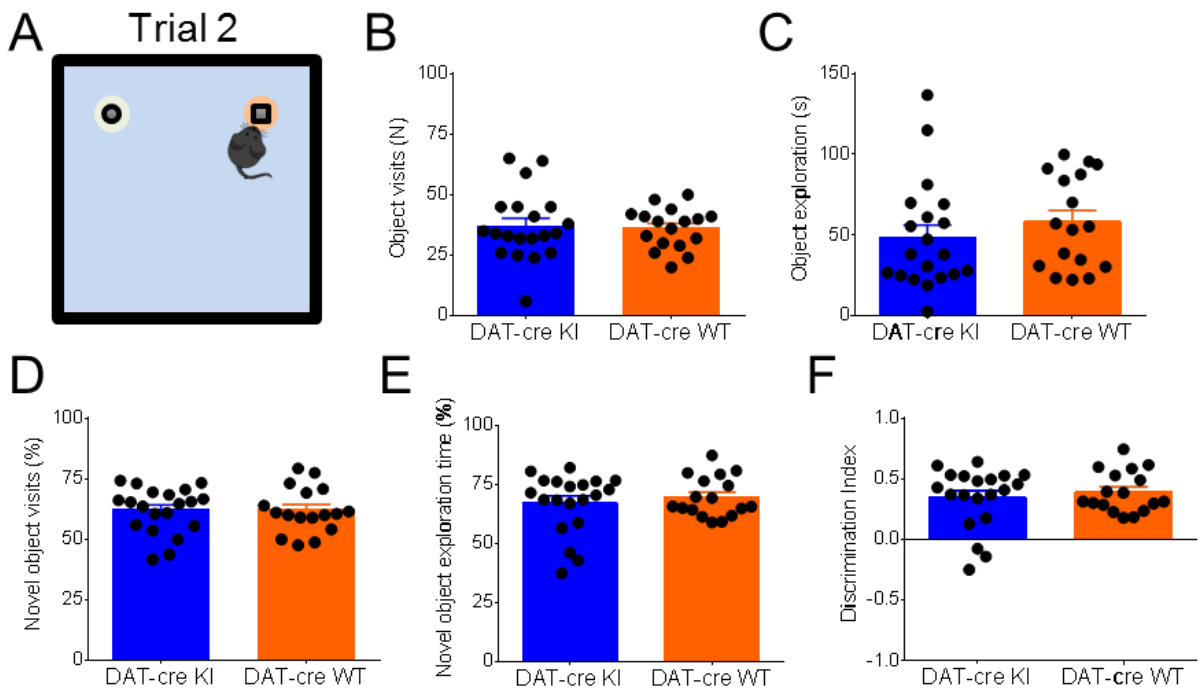 A
Trial 2
B
Object visits (N)
100
75
50
25
0
DAT-cre KI
DAT-cre WT
C
Object exploration (s)
150
100
50
0
DAT-cre KI
DAT-cre WT
D
Novel object visits (%)
100
75
50
25
0
DAT-cre KI
DAT-cre WT
E
Novel object exploration time (%)
100
75
50
25
0
DAT-cre KI
DAT-cre WT
F
Discrimination Index
1.0
0.5
0.0
-0.5
-1.0
DAT-cre KI
DAT-cre WT